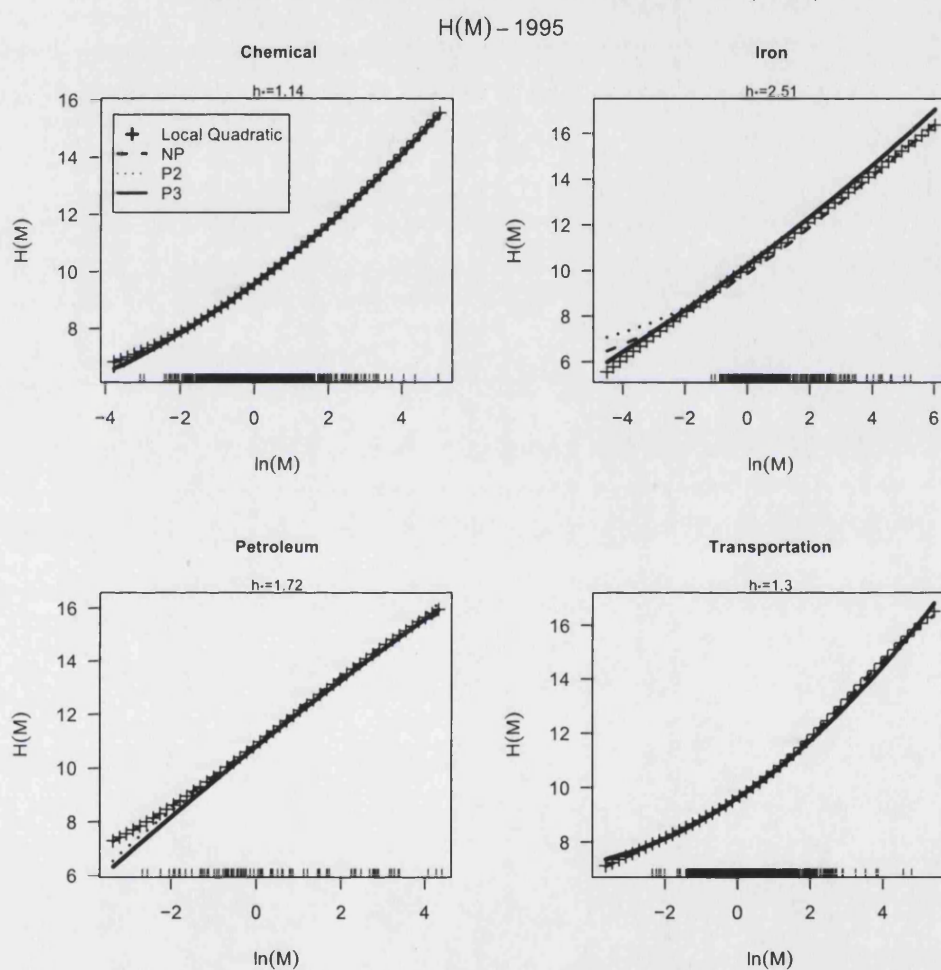 H(M) – 1995
Chemical
h*=1.14
16
14
12
10
8
H(M)
+ Local Quadratic
NP
P2
P3
−4 −2 0 2 4
ln(M)
Iron
h*=2.51
16
14
12
10
8
6
H(M)
−4 −2 0 2 4 6
ln(M)
Petroleum
h*=1.72
16
14
12
10
8
6
H(M)
−2 0 2 4
ln(M)
Transportation
h*=1.3
16
14
12
10
8
H(M)
−2 0 2 4
ln(M)